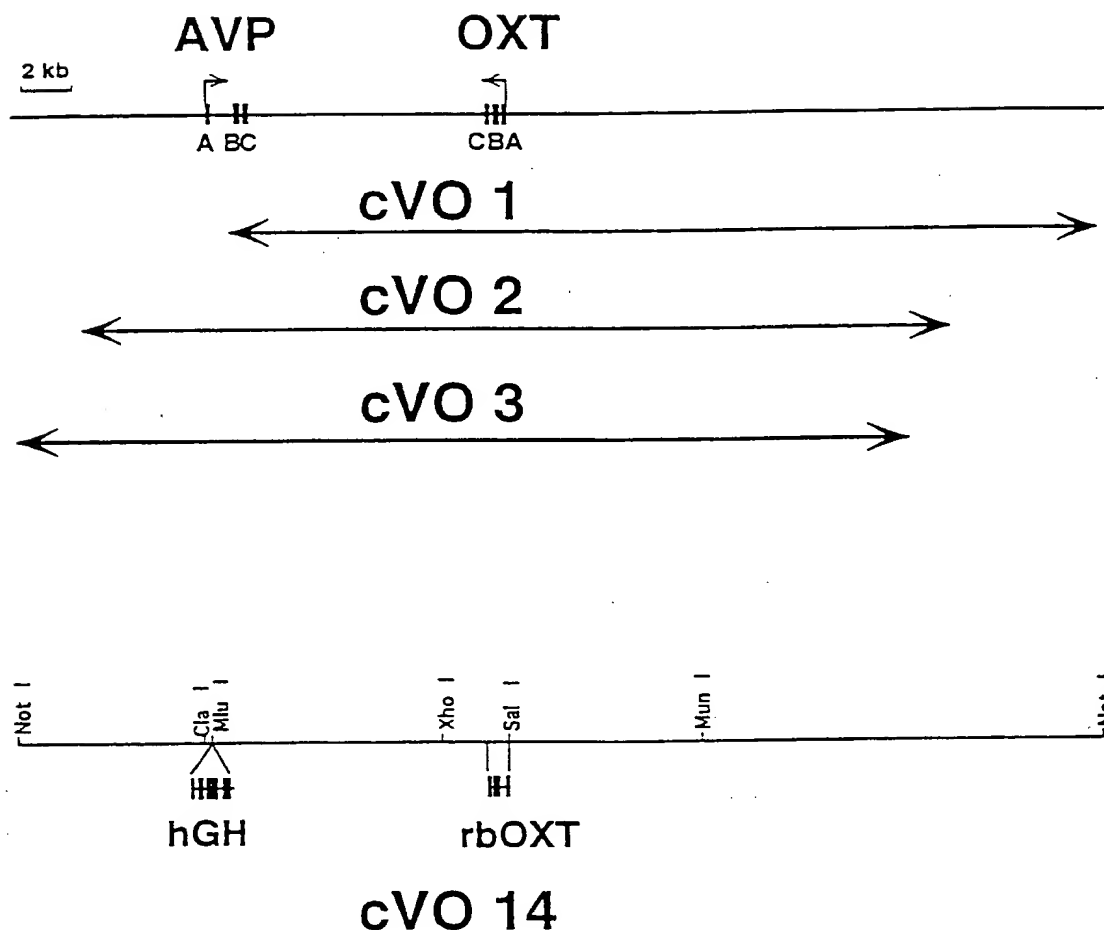 AVP OXT
2 kb
A BC CBA
cVO 1
cVO 2
cVO 3
Not I Cla I Mlu I Xho I Sal I Mun I Not I
hGH rbOXT
cVO 14